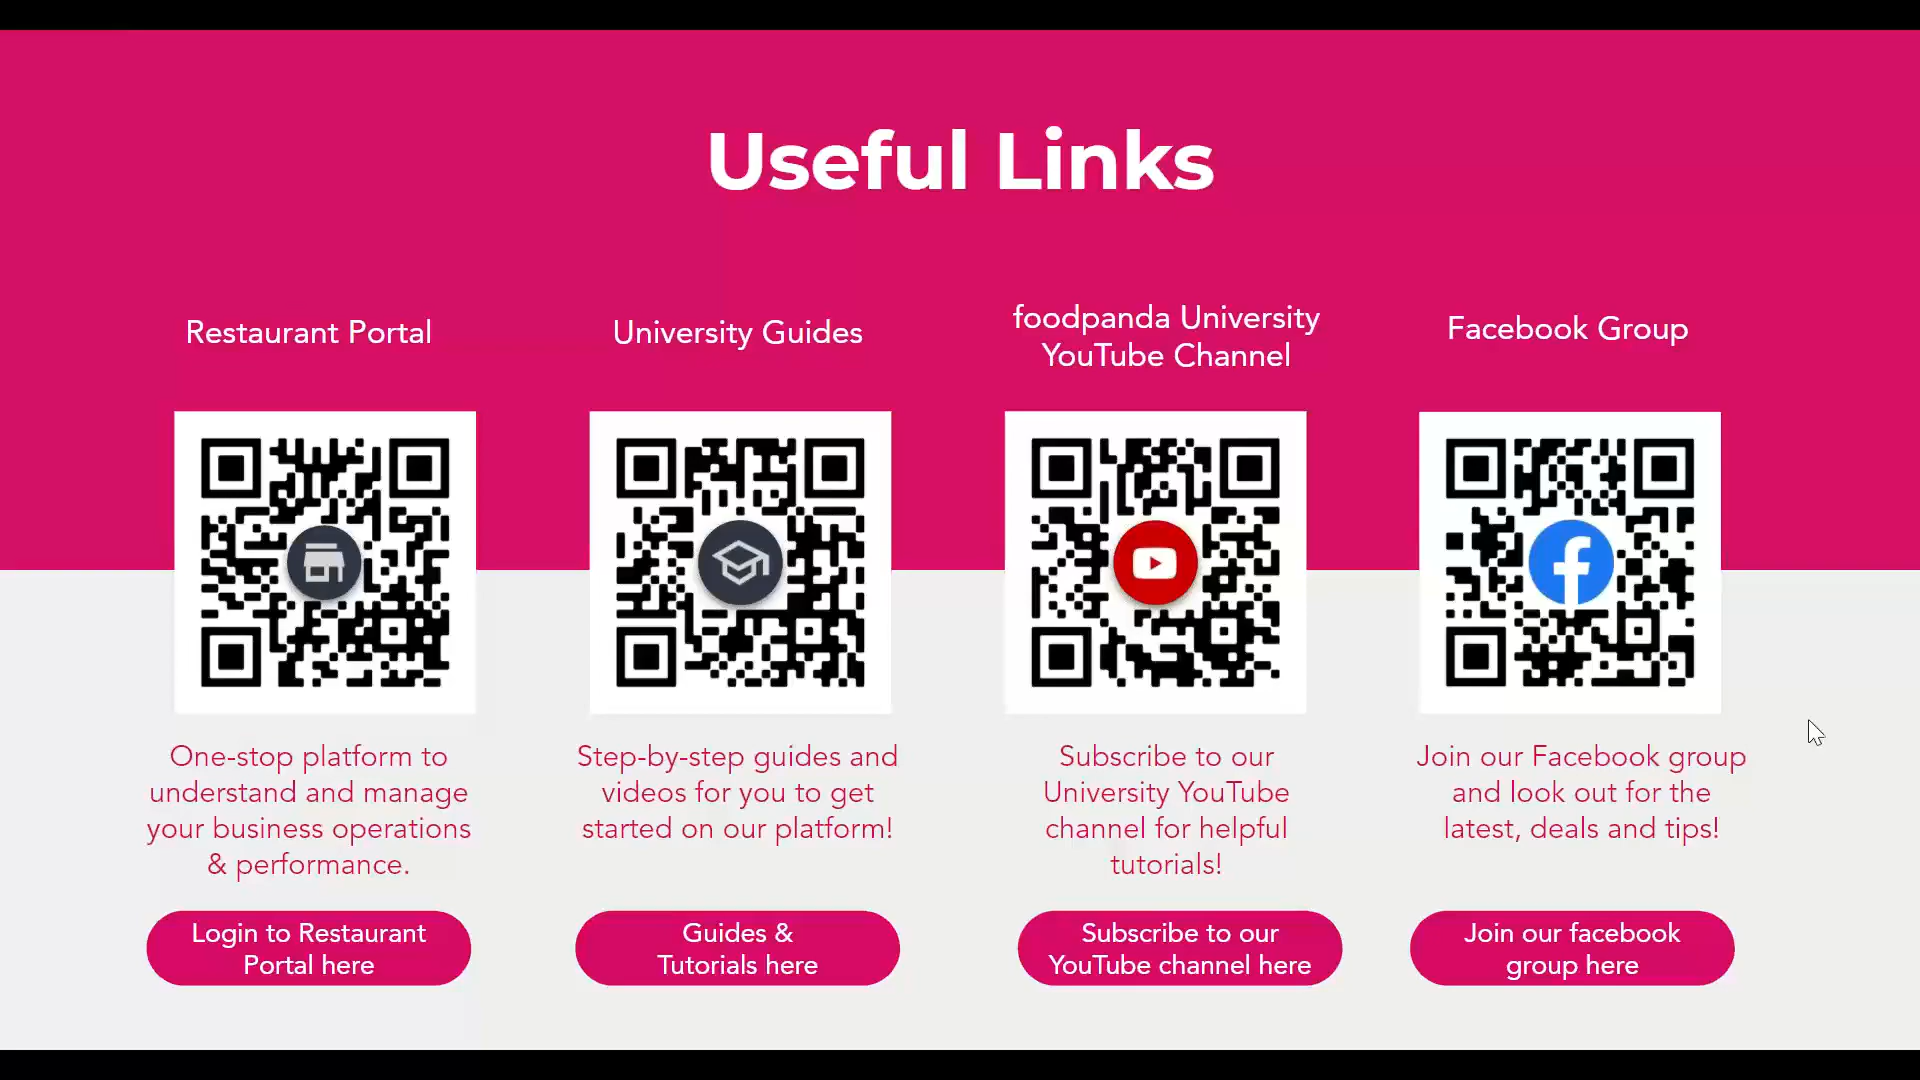 Useful Links
Restaurant Portal
University Guides
foodpanda University
YouTube Channel
Facebook Group
One-stop platform to
understand and manage
your business operations
& performance.
Step-by-step guides and
videos for you to get
started on our platform!
Subscribe to our
University YouTube
channel for helpful
tutorials!
Join our Facebook group
and look out for the
latest, deals and tips!
Login to Restaurant
Portal here
Guides &
Tutorials here
Subscribe to our
YouTube channel here
Join our facebook
group here